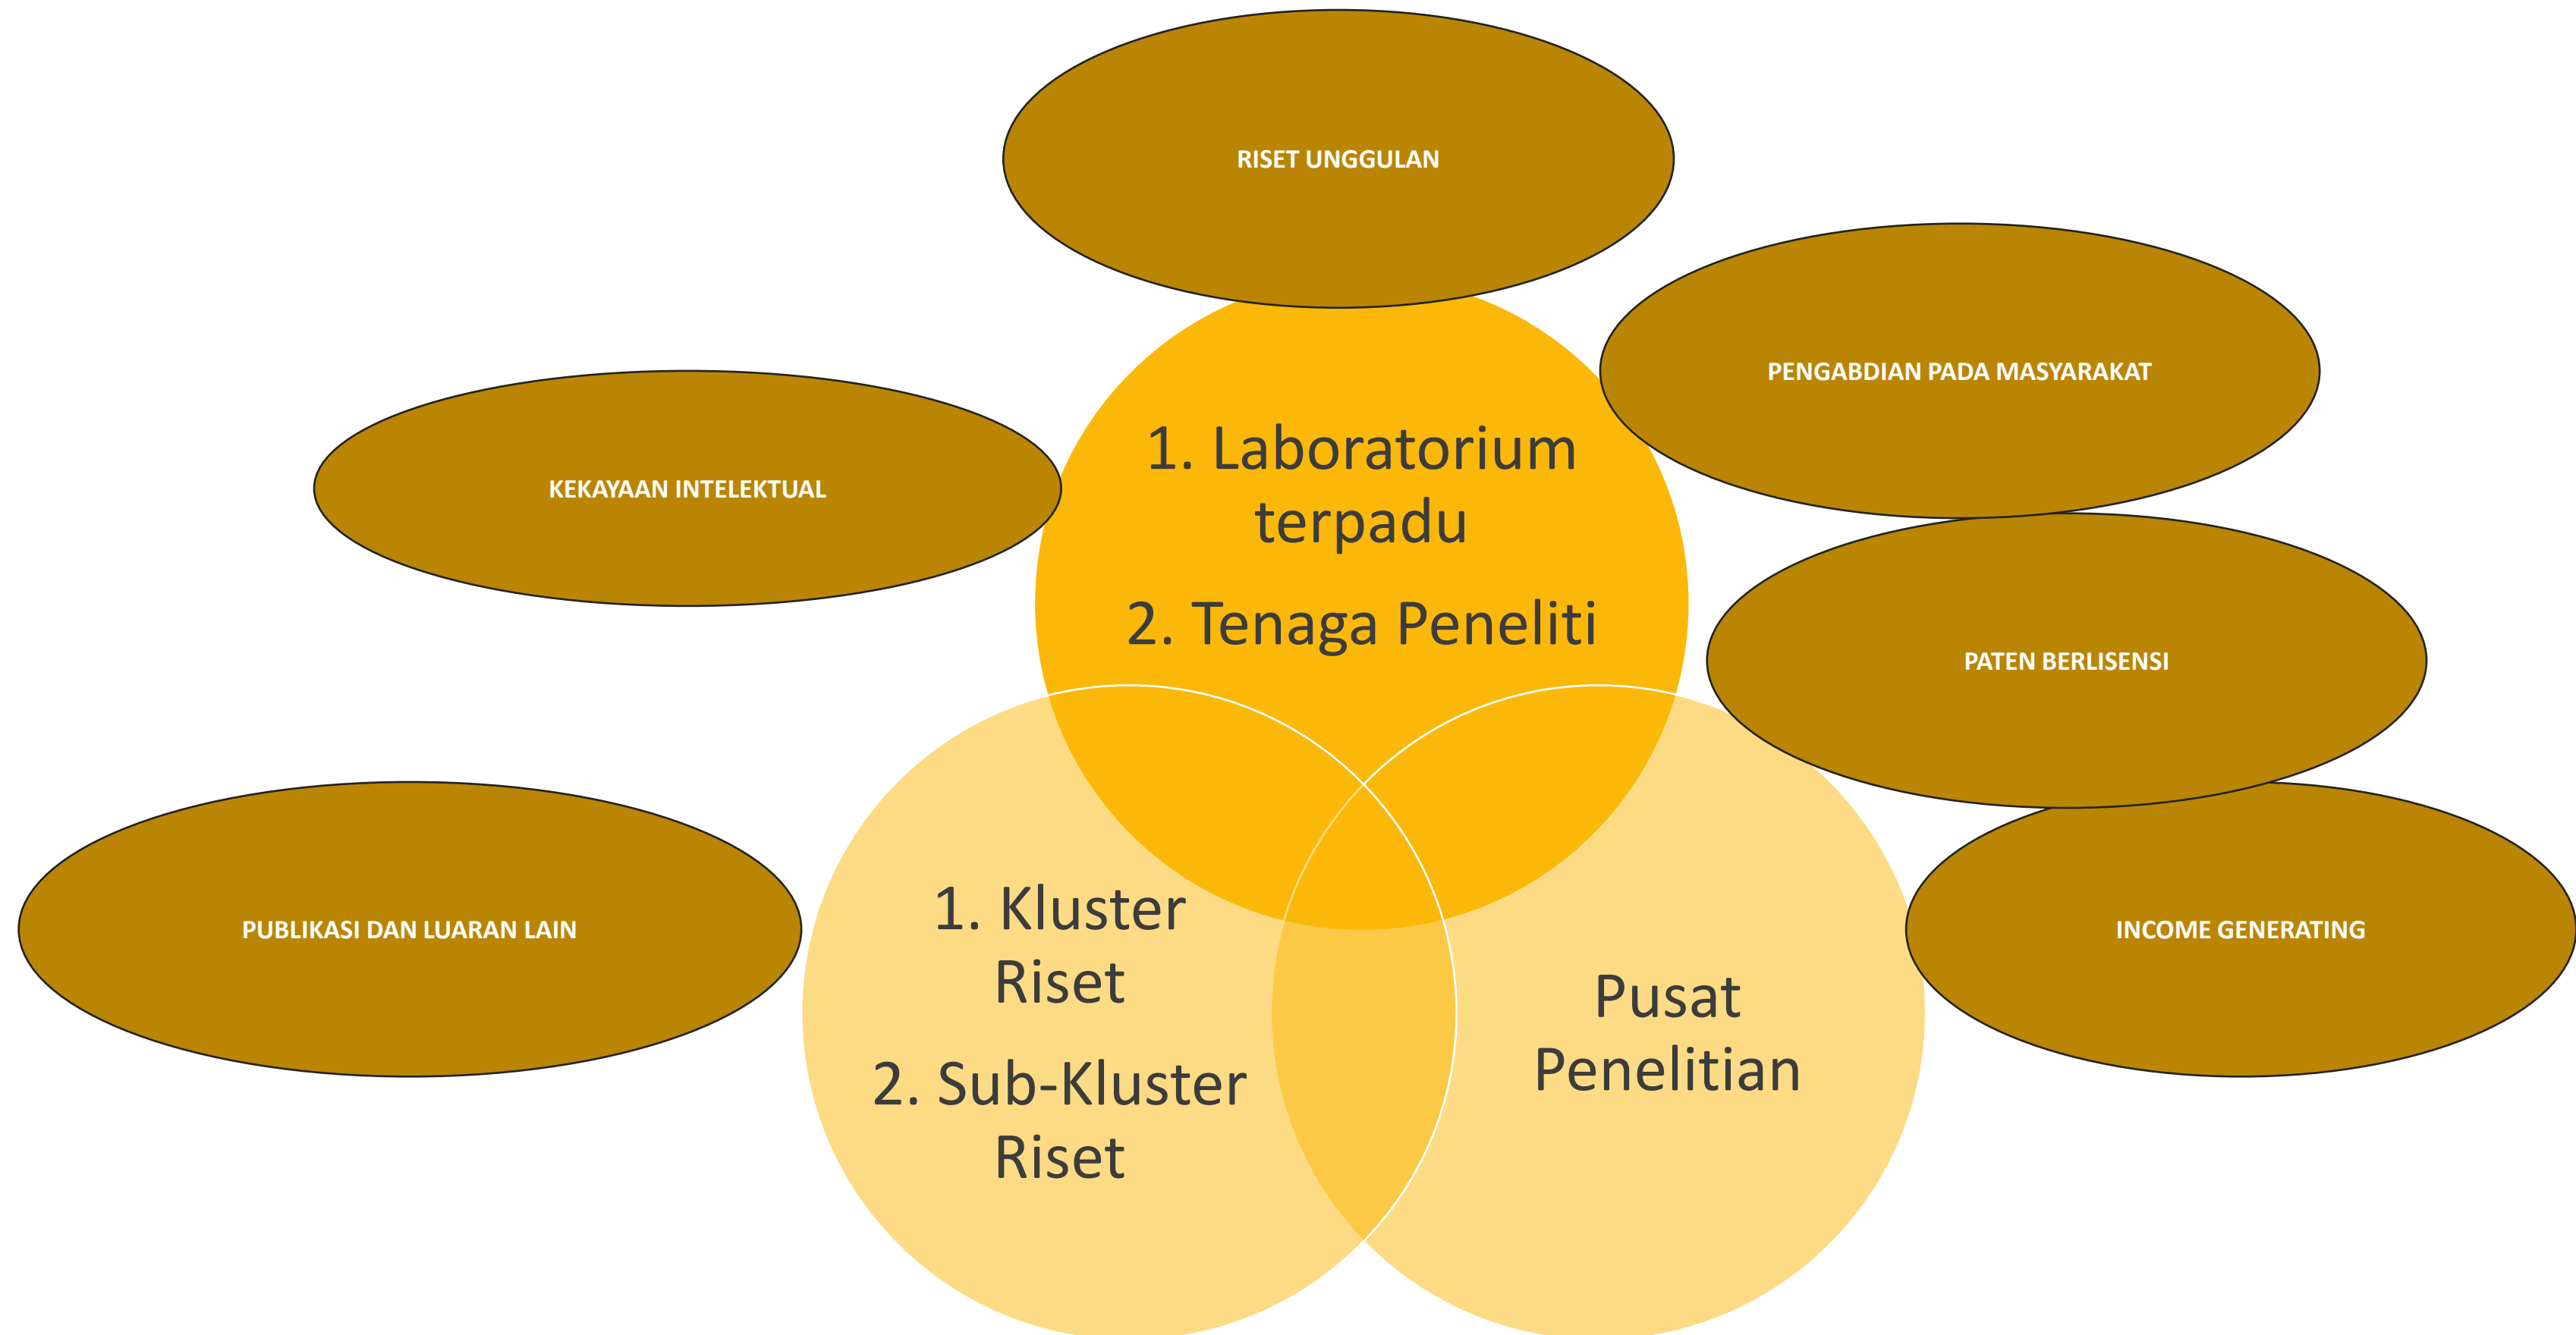 RISET UNGGULAN
PENGABDIAN PADA MASYARAKAT
KEKAYAAN INTELEKTUAL
1. Laboratorium
terpadu
2. Tenaga Peneliti
PATEN BERLISENSI
PUBLIKASI DAN LUARAN LAIN
INCOME GENERATING
1. Kluster
Riset
2. Sub-Kluster
Riset
Pusat
Penelitian